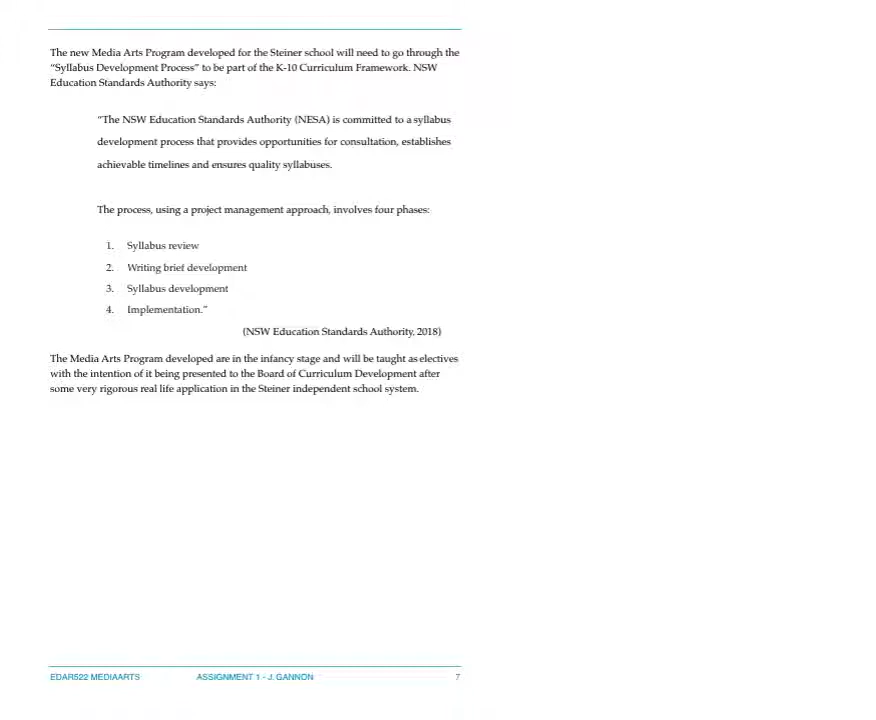 The new Media Arts Program developed for the Steiner school will need to go through the
“Syllabus Development Process” to be part of the K-10 Curriculum Framework. NSW
Education Standards Authority says:
“The NSW Education Standards Authority (NESA) is committed to a syllabus
development process that provides opportunities for consultation, establishes
achievable timelines and ensures quality syllabuses.
The process, using a project management approach, involves four phases:
1. Syllabus review
2. Writing brief development
3. Syllabus development
4. Implementation.”
(NSW Education Standards Authority, 2018)
The Media Arts Program developed are in the infancy stage and will be taught as electives
with the intention of it being presented to the Board of Curriculum Development after
some very rigorous real life application in the Steiner independent school system.
EDAR522 MEDIAARTS ASSIGNMENT 1 - J. GANNON 7